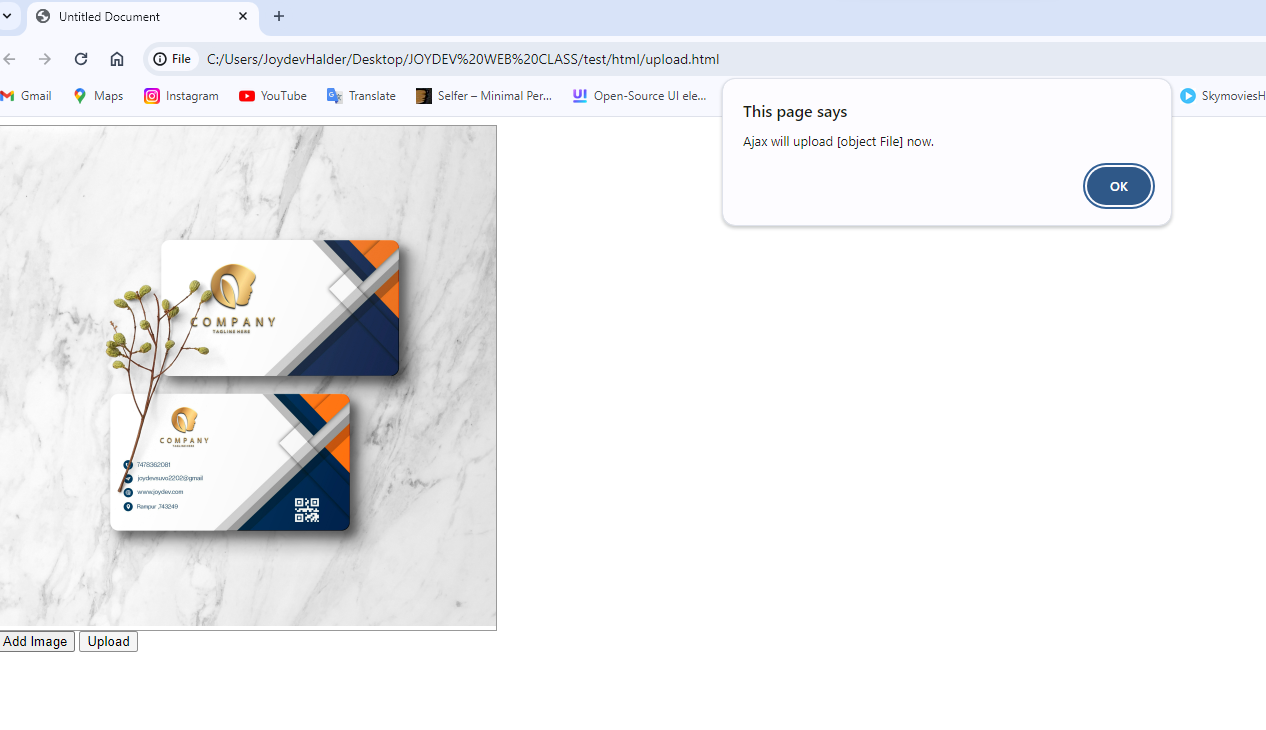 Untitled Document
File C:/Users/JoydevHalder/Desktop/JOYDEV%20WEB%20CLASS/test/html/upload.html
Gmail Maps Instagram YouTube Translate Selfer – Minimal Per... Open-Source UI ele... SkymoviesH
This page says
Ajax will upload [object File] now.
OK
COMPANY
TAGLINE HERE
COMPANY
TAGLINE HERE
7478362081
joydevsuvo2202@gmail
www.joydev.com
Rampur ,743249
Add Image Upload